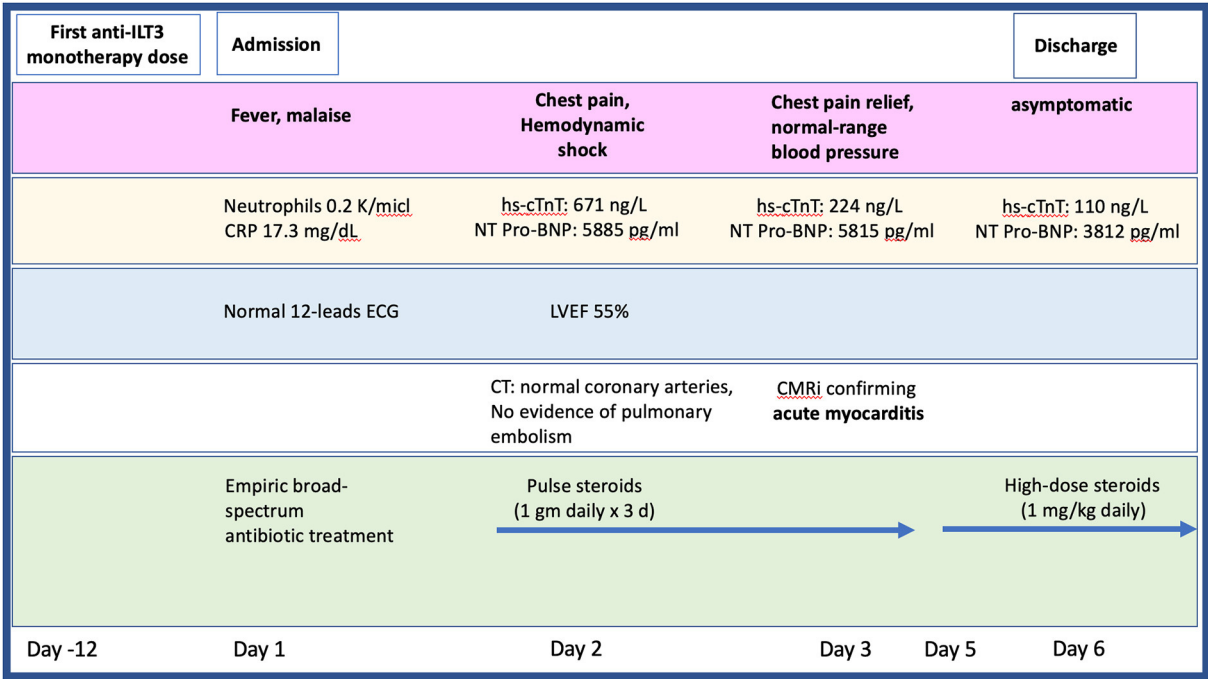 First anti-ILT3
monotherapy dose
Admission
Discharge
Fever, malaise
Chest pain,
Hemodynamic
shock
Chest pain relief,
normal-range
blood pressure
asymptomatic
Neutrophils 0.2 K/micl
CRP 17.3 mg/dL
hs-cTnT: 671 ng/L
NT Pro-BNP: 5885 pg/ml
hs-cTnT: 224 ng/L
NT Pro-BNP: 5815 pg/ml
hs-cTnT: 110 ng/L
NT Pro-BNP: 3812 pg/ml
Normal 12-leads ECG
LVEF 55%
CT: normal coronary arteries,
No evidence of pulmonary
embolism
CMRi confirming
acute myocarditis
Empiric broad-
spectrum
antibiotic treatment
Pulse steroids
(1 gm daily x 3 d)
High-dose steroids
(1 mg/kg daily)
Day -12
Day 1
Day 2
Day 3
Day 5
Day 6